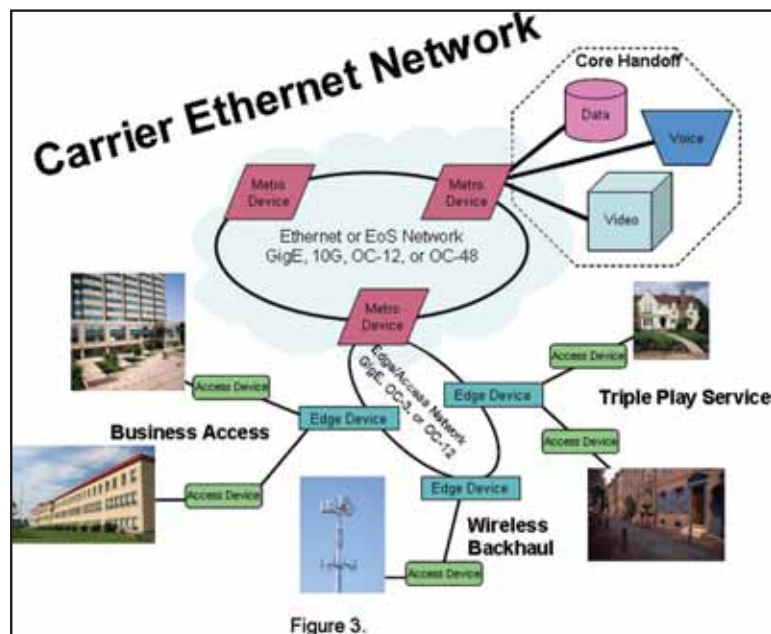 Carrier Ethernet Network
Core Handoff
Data
Voice
Video
Metro
Device
Metro
Device
Ethernet or EoS Network
GigE, 10G, OC-12, or OC-48
Metro
Device
Edge/Access Network
GigE, OC-3, or OC-12
Access Device
Access Device
Edge Device
Edge Device
Triple Play Service
Business Access
Access Device
Access Device
Edge Device
Wireless
Backhaul
Access Device
Figure 3.